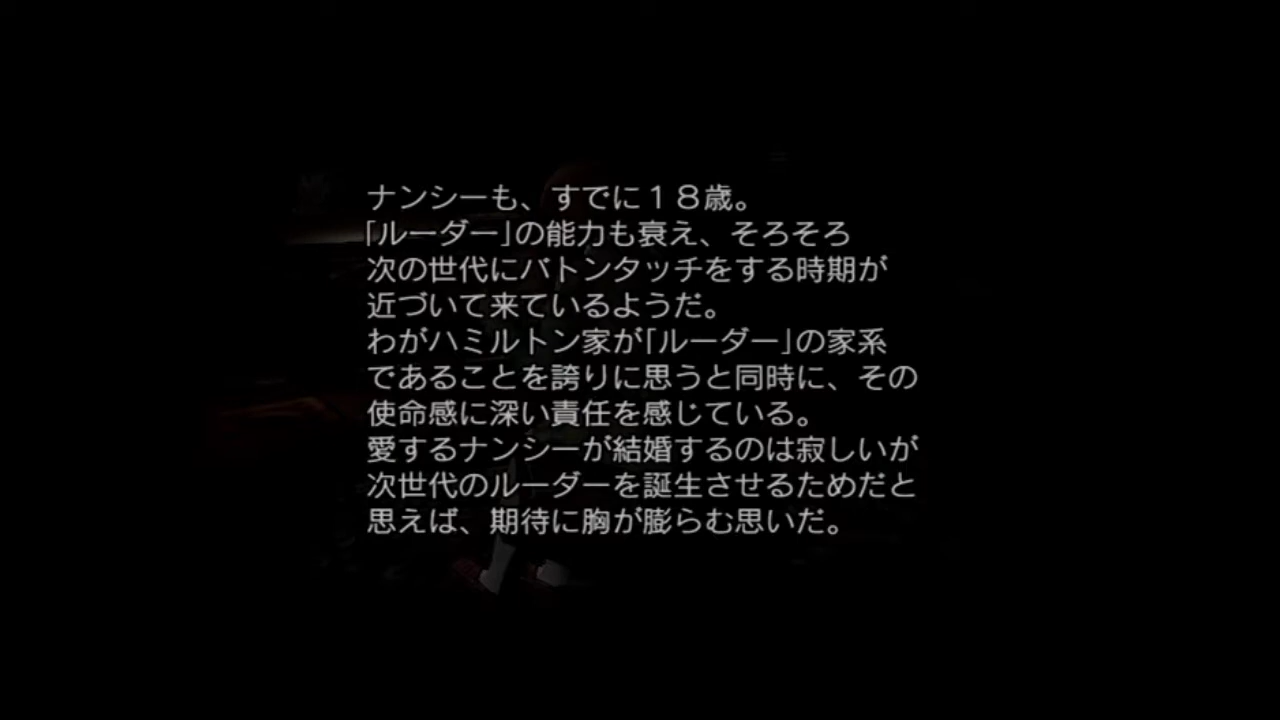 ナンシーも、すでに１８歳。
｢ルーダー｣の能力も衰え、そろそろ
次の世代にバトンタッチをする時期が
近づいて来ているようだ。
わがハミルトン家が｢ルーダー｣の家系
であることを誇りに思うと同時に、その
使命感に深い責任を感じている。
愛するナンシーが結婚するのは寂しいが
次世代のルーダーを誕生させるためだと
思えば、期待に胸が膨らむ思いだ。